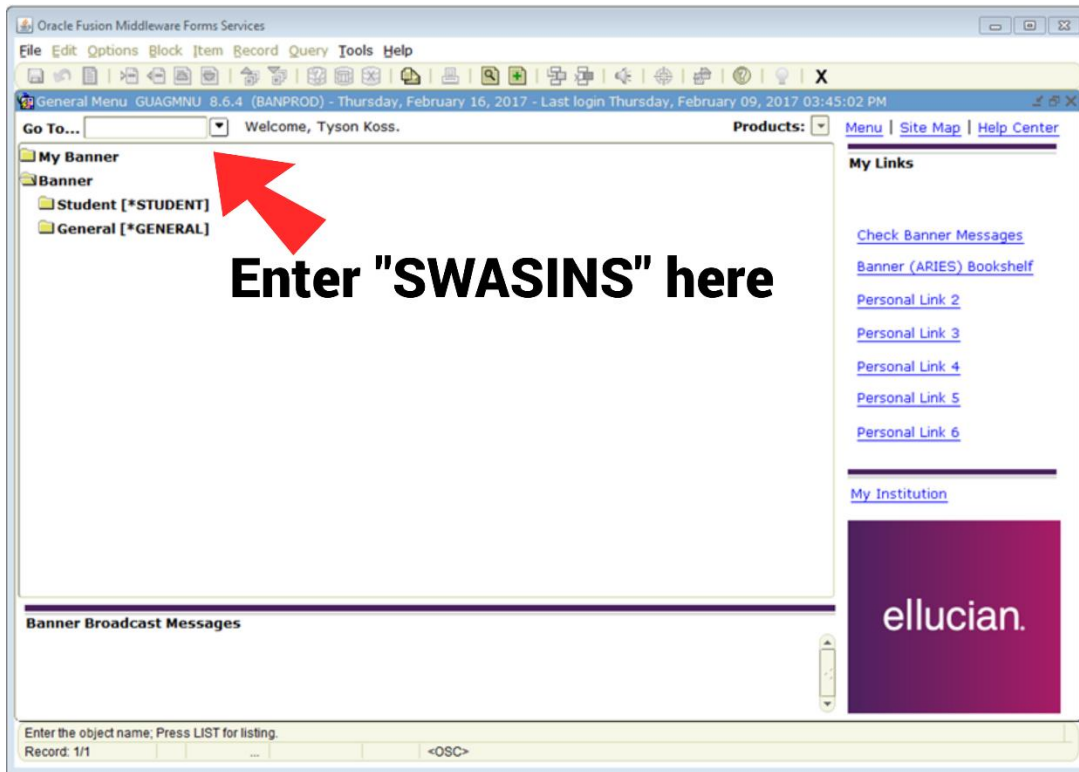 Oracle Fusion Middleware Forms Services
File Edit Options Block Item Record Query Tools Help
X
General Menu GUAGMNU 8.6.4 (BANPROD) - Thursday, February 16, 2017 - Last login Thursday, February 09, 2017 03:45:02 PM
Go To... Welcome, Tyson Koss. Products: Menu | Site Map | Help Center
My Banner
Banner
Student [*STUDENT]
General [*GENERAL]
Enter "SWASINS" here
My Links
Check Banner Messages
Banner (ARIES) Bookshelf
Personal Link 2
Personal Link 3
Personal Link 4
Personal Link 5
Personal Link 6
My Institution
ellucian.
Banner Broadcast Messages
Enter the object name; Press LIST for listing.
Record: 1/1 ... <OSC>